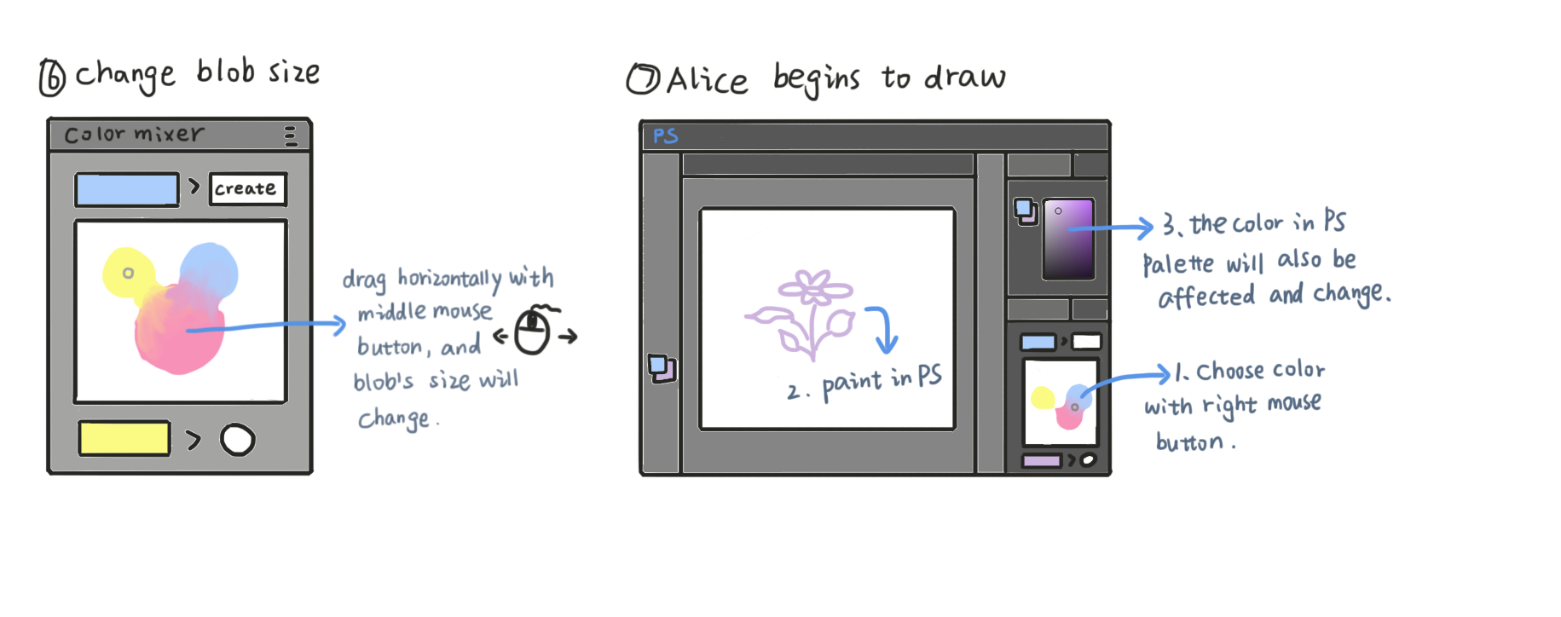 ⑥ change blob size
Color mixer
create
drag horizontally with
middle mouse
button, and
blob's size will
change.
⑦ Alice begins to draw
PS
2. paint in PS
3. the color in PS
palette will also be
affected and change.
1. Choose color
with right mouse
button.